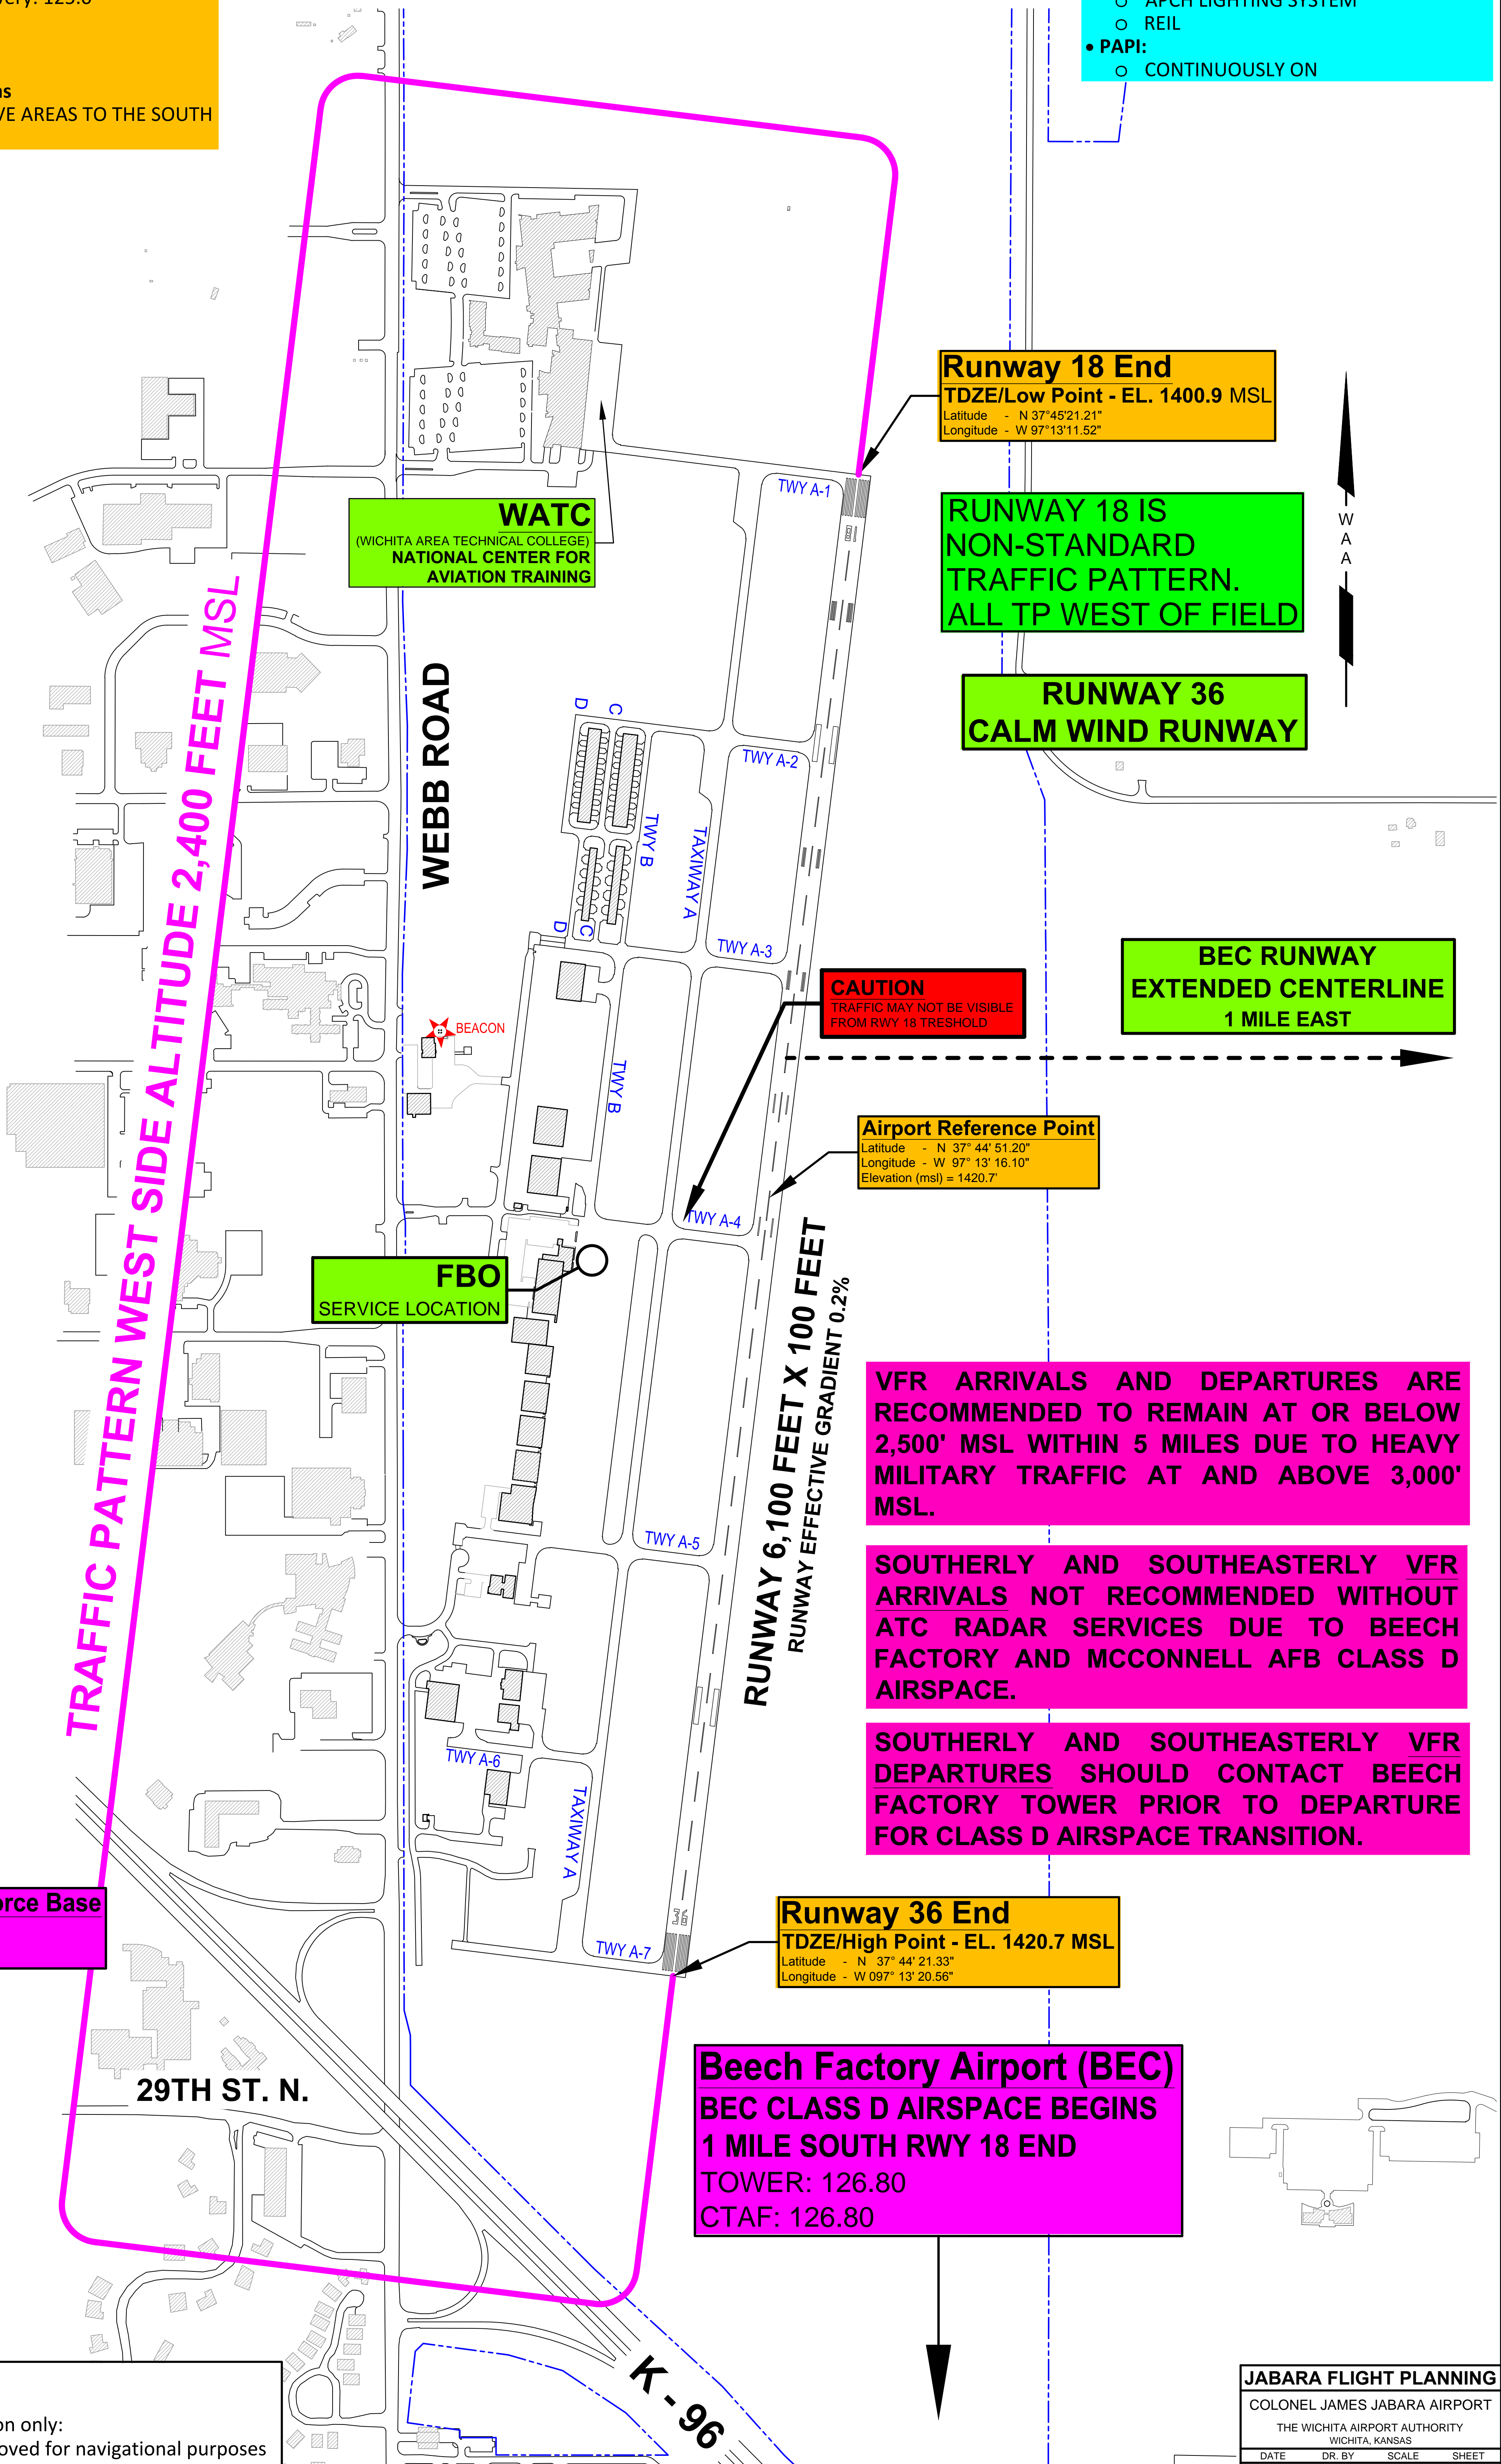 125.0
AREAS TO THE SOUTH
APCH LIGHTING SYSTEM
REIL
• PAPI:
CONTINUOUSLY ON
Runway 18 End
TDZE/Low Point - EL. 1400.9 MSL
Latitude - N 37°45'21.21"
Longitude - W 97°13'11.52"
TWY A-1
18
WATC
(WICHITA AREA TECHNICAL COLLEGE)
NATIONAL CENTER FOR
AVIATION TRAINING
RUNWAY 18 IS
NON-STANDARD
TRAFFIC PATTERN.
ALL TP WEST OF FIELD
W
A
A
RUNWAY 36
CALM WIND RUNWAY
TRAFFIC PATTERN WEST SIDE ALTITUDE 2,400 FEET MSL
WEBB ROAD
D
C
TWY A-2
TWY B
TAXIWAY A
D
C
TWY A-3
CAUTION
TRAFFIC MAY NOT BE VISIBLE
FROM RWY 18 TRESHOLD
BEC RUNWAY
EXTENDED CENTERLINE
1 MILE EAST
BEACON
TWY B
Airport Reference Point
Latitude - N 37° 44' 51.20"
Longitude - W 97° 13' 16.10"
Elevation (msl) = 1420.7'
TWY A-4
FBO
SERVICE LOCATION
RUNWAY 6,100 FEET X 100 FEET
RUNWAY EFFECTIVE GRADIENT 0.2%
VFR ARRIVALS AND DEPARTURES ARE
RECOMMENDED TO REMAIN AT OR BELOW
2,500' MSL WITHIN 5 MILES DUE TO HEAVY
MILITARY TRAFFIC AT AND ABOVE 3,000'
MSL.
TWY A-5
SOUTHERLY AND SOUTHEASTERLY VFR
ARRIVALS NOT RECOMMENDED WITHOUT
ATC RADAR SERVICES DUE TO BEECH
FACTORY AND MCCONNELL AFB CLASS D
AIRSPACE.
SOUTHERLY AND SOUTHEASTERLY VFR
DEPARTURES SHOULD CONTACT BEECH
FACTORY TOWER PRIOR TO DEPARTURE
FOR CLASS D AIRSPACE TRANSITION.
TWY A-6
TAXIWAY A
Base
36
TWY A-7
Runway 36 End
TDZE/High Point - EL. 1420.7 MSL
Latitude - N 37° 44' 21.33"
Longitude - W 097° 13' 20.56"
29TH ST. N.
Beech Factory Airport (BEC)
BEC CLASS D AIRSPACE BEGINS
1 MILE SOUTH RWY 18 END
TOWER: 126.80
CTAF: 126.80
K - 96
only:
for navigational purposes
JABARA FLIGHT PLANNING
COLONEL JAMES JABARA AIRPORT
THE WICHITA AIRPORT AUTHORITY
WICHITA, KANSAS
DATE DR. BY SCALE SHEET